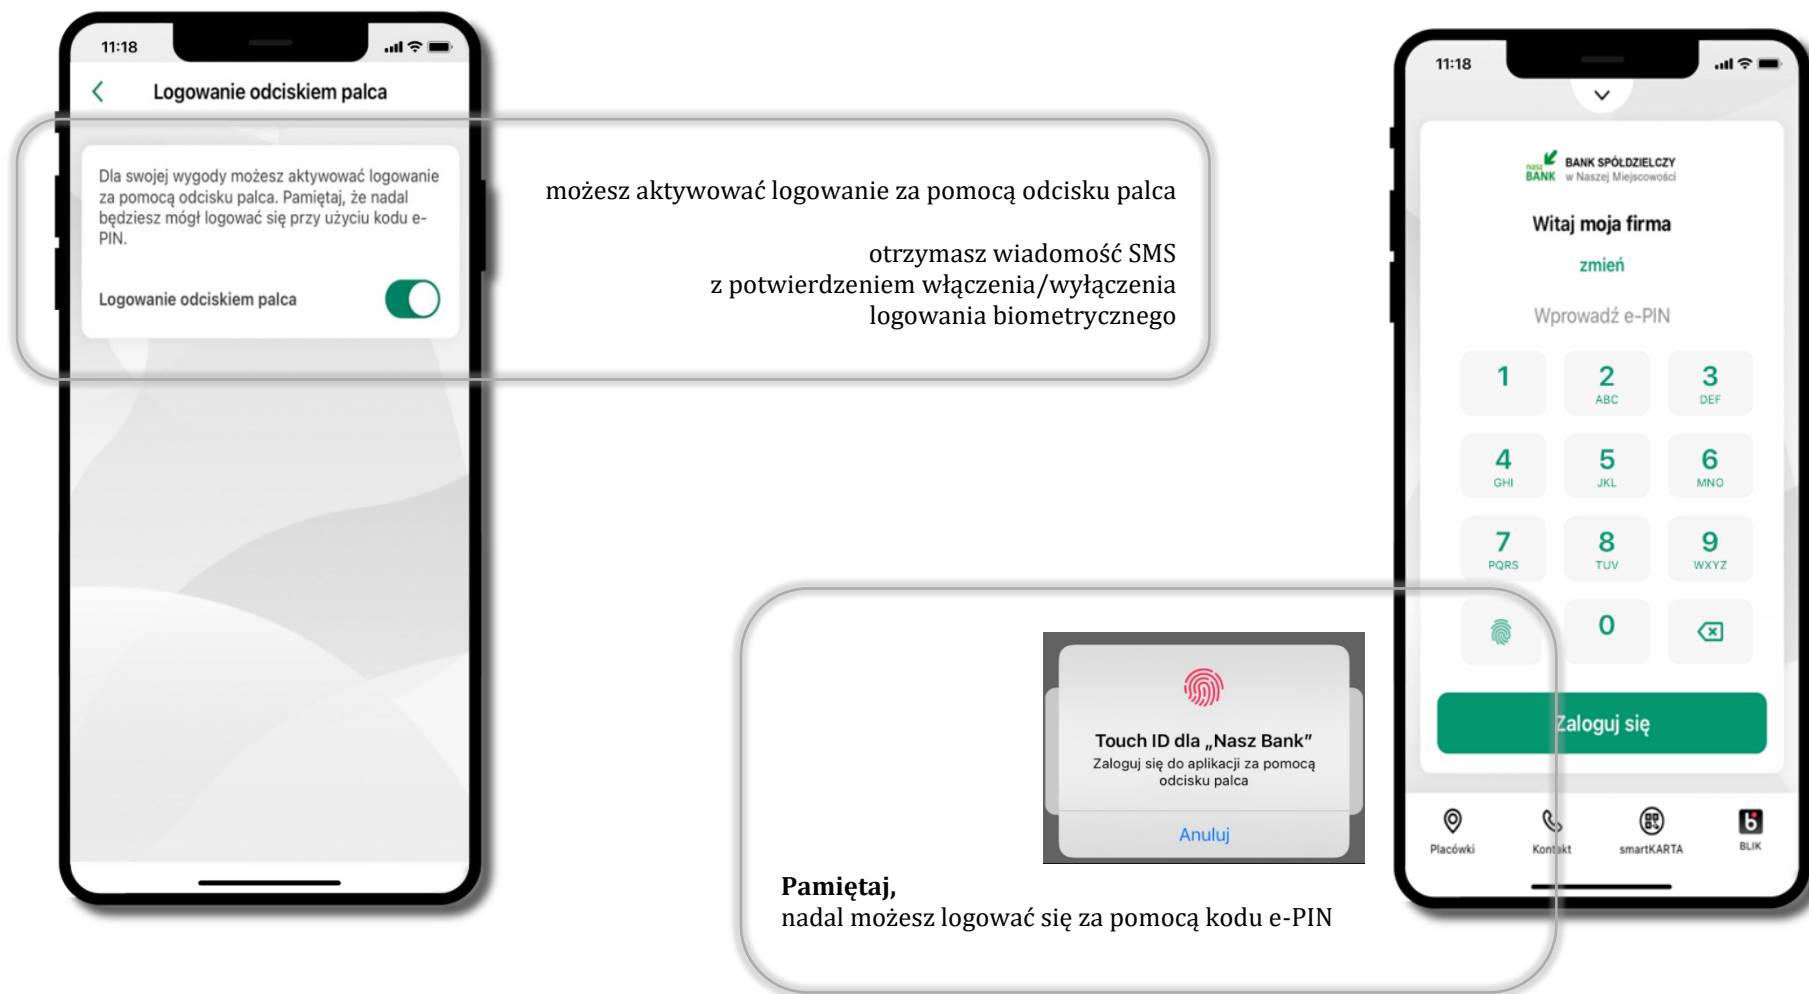 11:18
Logowanie odciskiem palca
Dla swojej wygody możesz aktywować logowanie
za pomocą odcisku palca. Pamiętaj, że nadal
będziesz mógł logować się przy użyciu kodu e-
PIN.
Logowanie odciskiem palca
możesz aktywować logowanie za pomocą odcisku palca
otrzymasz wiadomość SMS
z potwierdzeniem włączenia/wyłączenia
logowania biometrycznego
Touch ID dla „Nasz Bank”
Zaloguj się do aplikacji za pomocą
odcisku palca
Anuluj
Pamiętaj,
nadal możesz logować się za pomocą kodu e-PIN
11:18
nasz BANK BANK SPÓŁDZIELCZY
w Naszej Miejscowości
Witaj moja firma
zmień
Wprowadź e-PIN
1 2 3
ABC DEF
4 5 6
GHI JKL MNO
7 8 9
PQRS TUV WXYZ
0
Zaloguj się
Placówki Kontakt smartKARTA BLIK